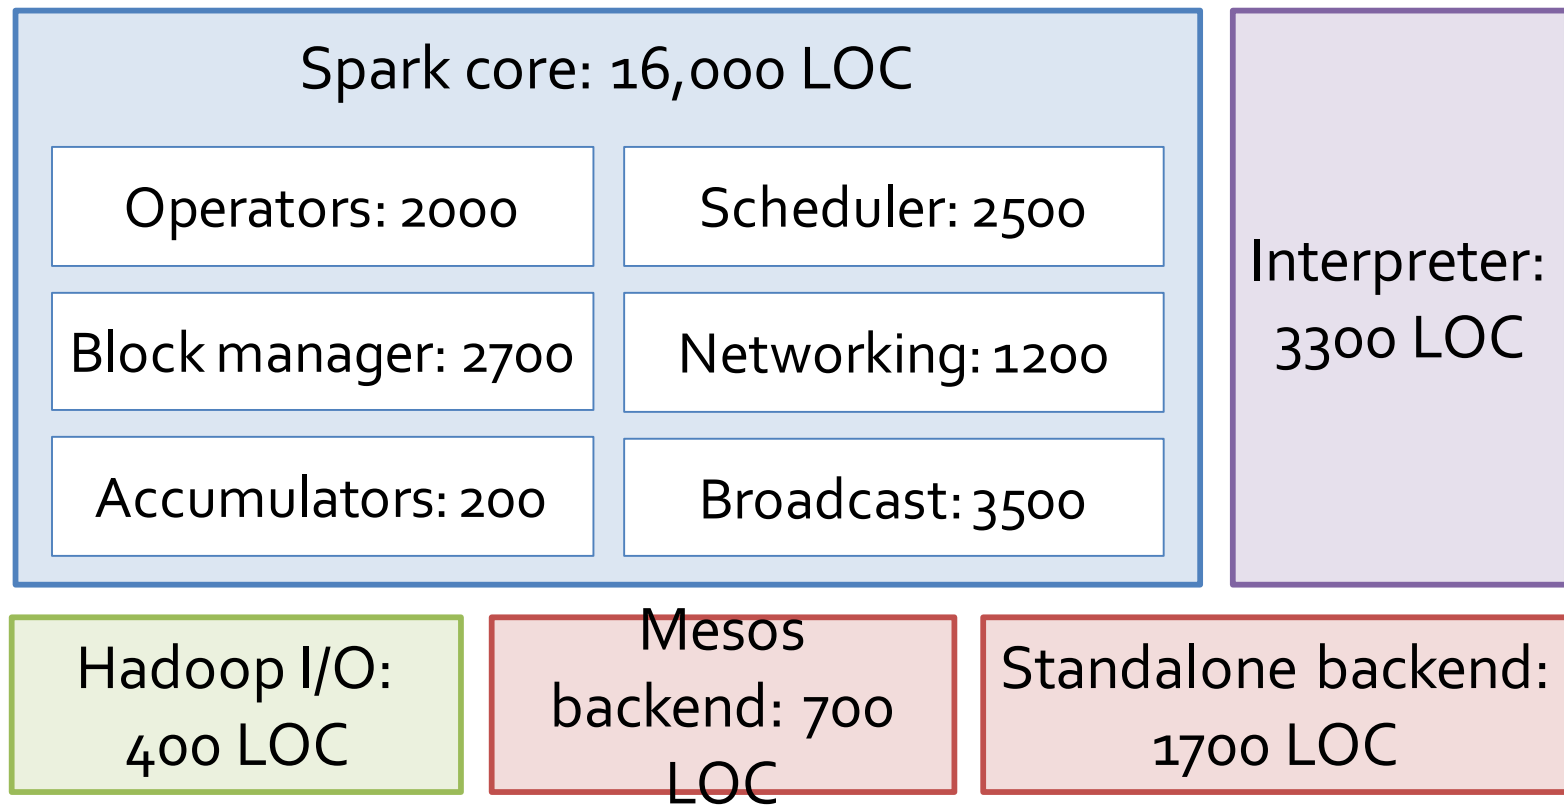 Spark core: 16,000 LOC
Operators: 2000
Scheduler: 2500
Block manager: 2700
Networking: 1200
Accumulators: 200
Broadcast: 3500
Interpreter:
3300 LOC
Hadoop I/O:
400 LOC
Mesos
backend: 700
LOC
Standalone backend:
1700 LOC